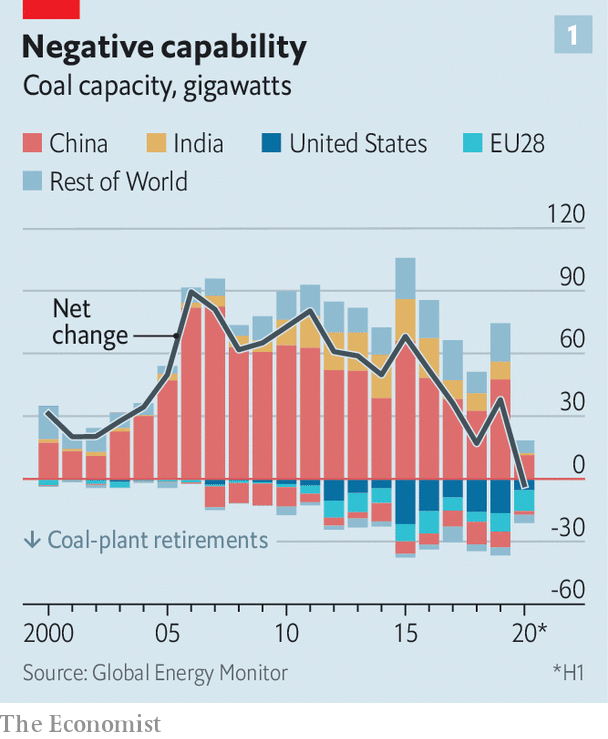 Negative capability
1
Coal capacity, gigawatts
China
India
United States
EU28
Rest of World
120
90
60
30
0
-30
-60
Net
change
↓ Coal-plant retirements
2000
05
10
15
20*
Source: Global Energy Monitor
*H1
The Economist